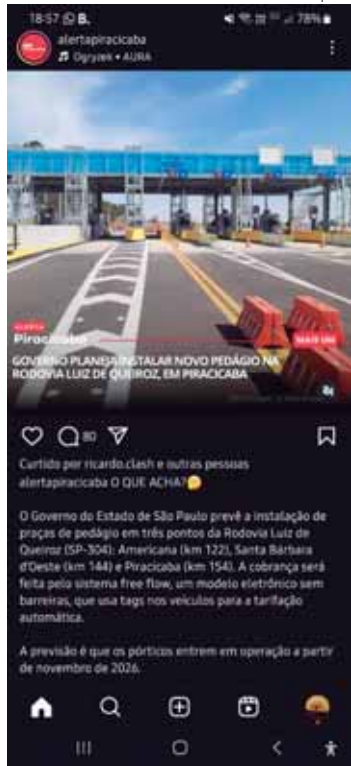 18:57 B.
78%
alertapiracicaba
Ogryzek • AURA
ALERTA
Piracicaba
MAIS UM
GOVERNO PLANEJA INSTALAR NOVO PEDÁGIO NA
RODOVIA LUIZ DE QUEIROZ, EM PIRACICABA
80
Curtido por ricardo.clash e outras pessoas
alertapiracicaba O QUE ACHA?🤔
O Governo do Estado de São Paulo prevê a instalação de
praças de pedágio em três pontos da Rodovia Luiz de
Queiroz (SP-304): Americana (km 122), Santa Bárbara
d'Oeste (km 144) e Piracicaba (km 154). A cobrança será
feita pelo sistema free flow, um modelo eletrônico sem
barreiras, que usa tags nos veículos para a tarifação
automática.
A previsão é que os pórticos entrem em operação a partir
de novembro de 2026.